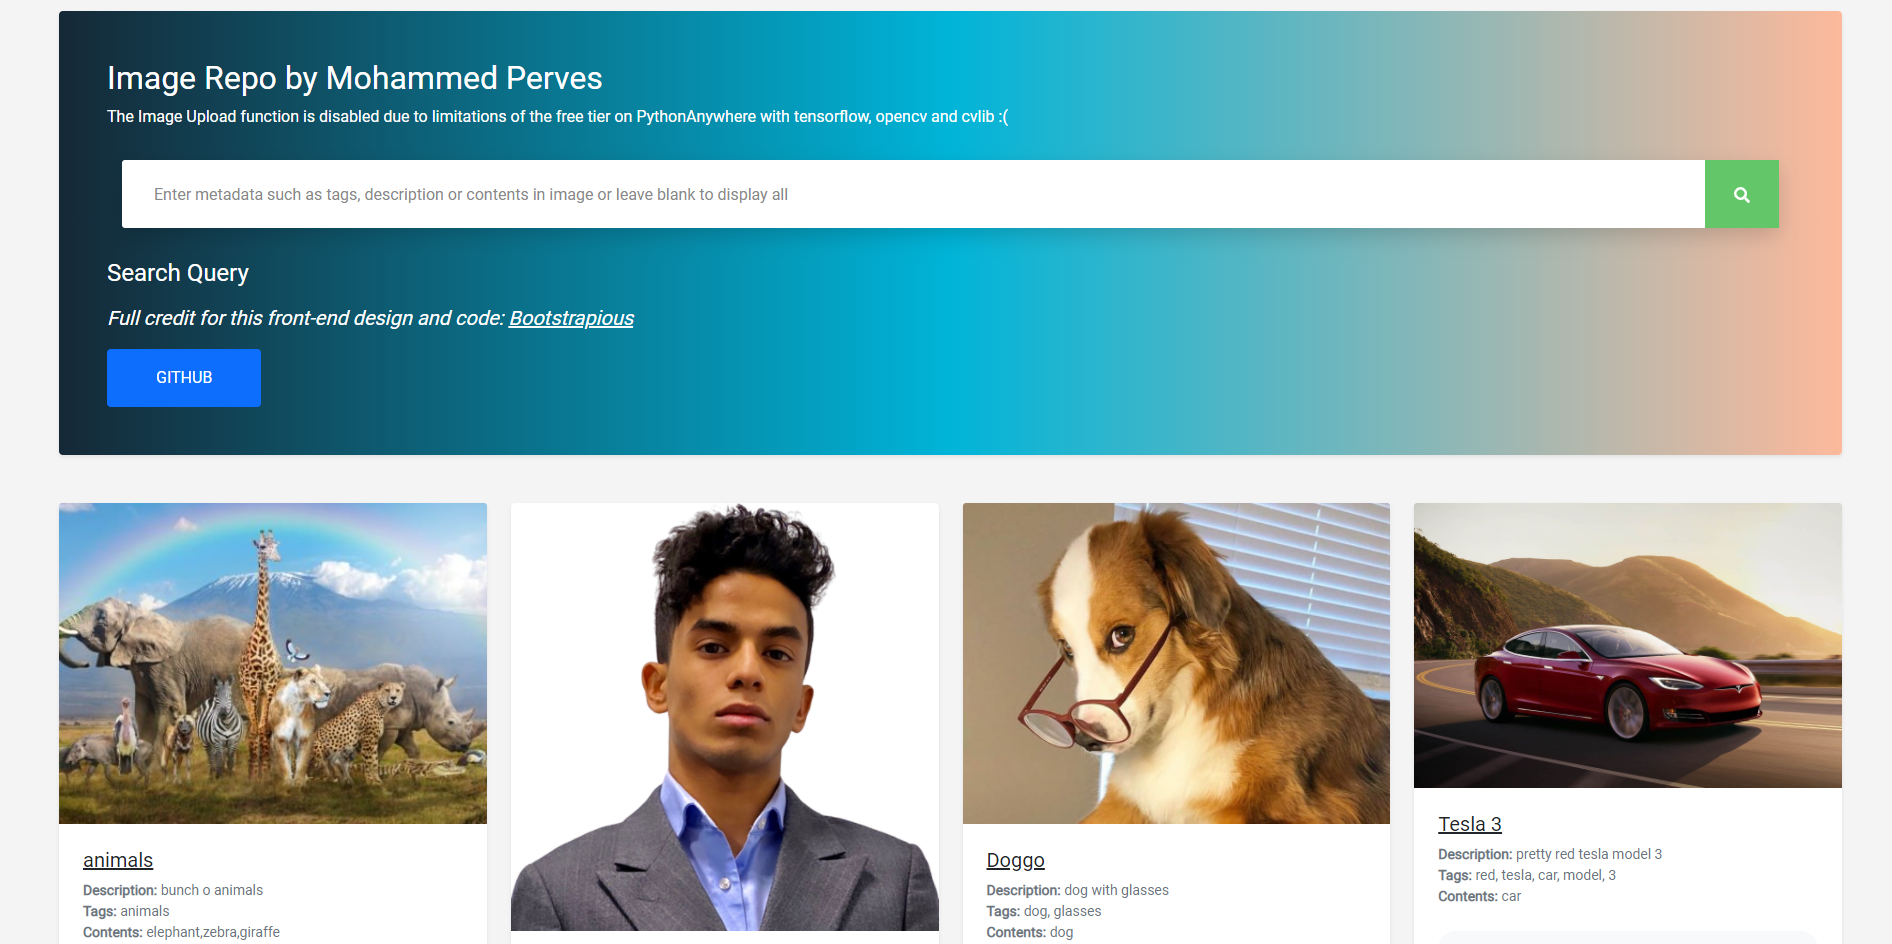 Image Repo by Mohammed Perves
The Image Upload function is disabled due to limitations of the free tier on PythonAnywhere with tensorflow, opencv and cvlib :(
Enter metadata such as tags, description or contents in image or leave blank to display all
Search Query
Full credit for this front-end design and code: Bootstrapious
GITHUB
animals
Description: bunch o animals
Tags: animals
Contents: elephant,zebra,giraffe
Doggo
Description: dog with glasses
Tags: dog, glasses
Contents: dog
Tesla 3
Description: pretty red tesla model 3
Tags: red, tesla, car, model, 3
Contents: car